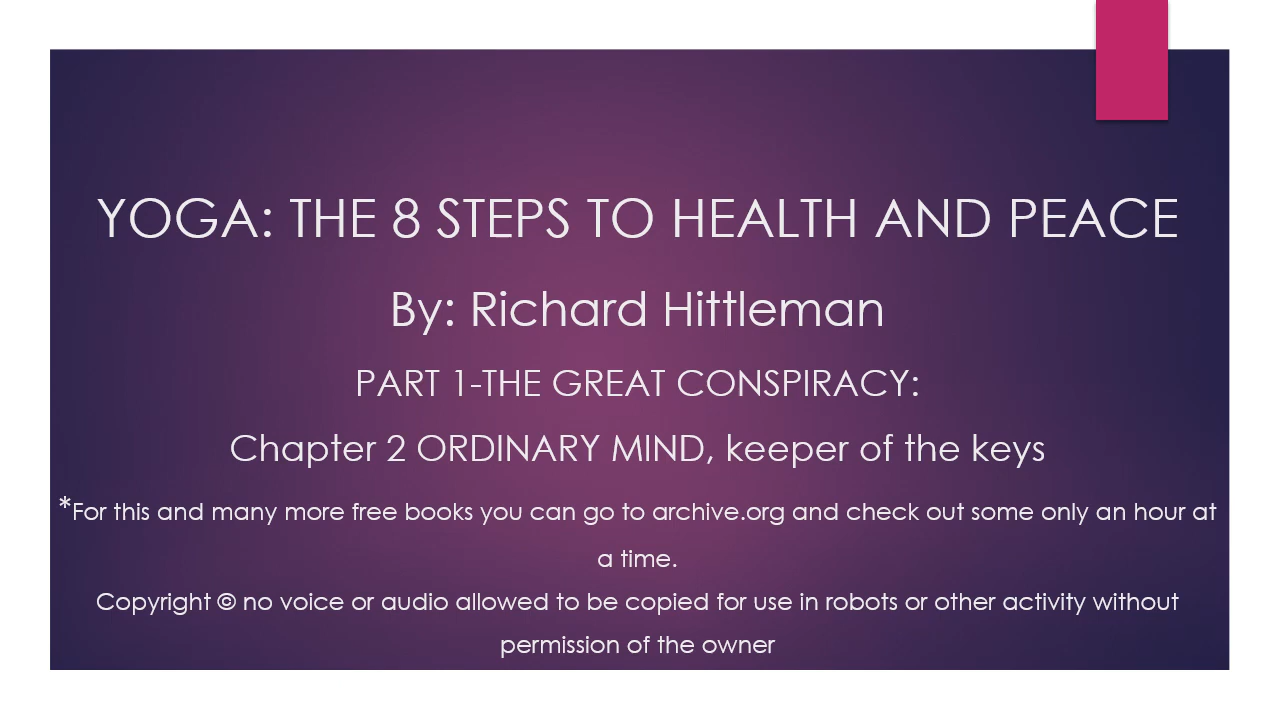 YOGA: THE 8 STEPS TO HEALTH AND PEACE
By: Richard Hittleman
PART 1-THE GREAT CONSPIRACY:
Chapter 2 ORDINARY MIND, keeper of the keys
*For this and many more free books you can go to archive.org and check out some only an hour at
a time.
Copyright © no voice or audio allowed to be copied for use in robots or other activity without
permission of the owner